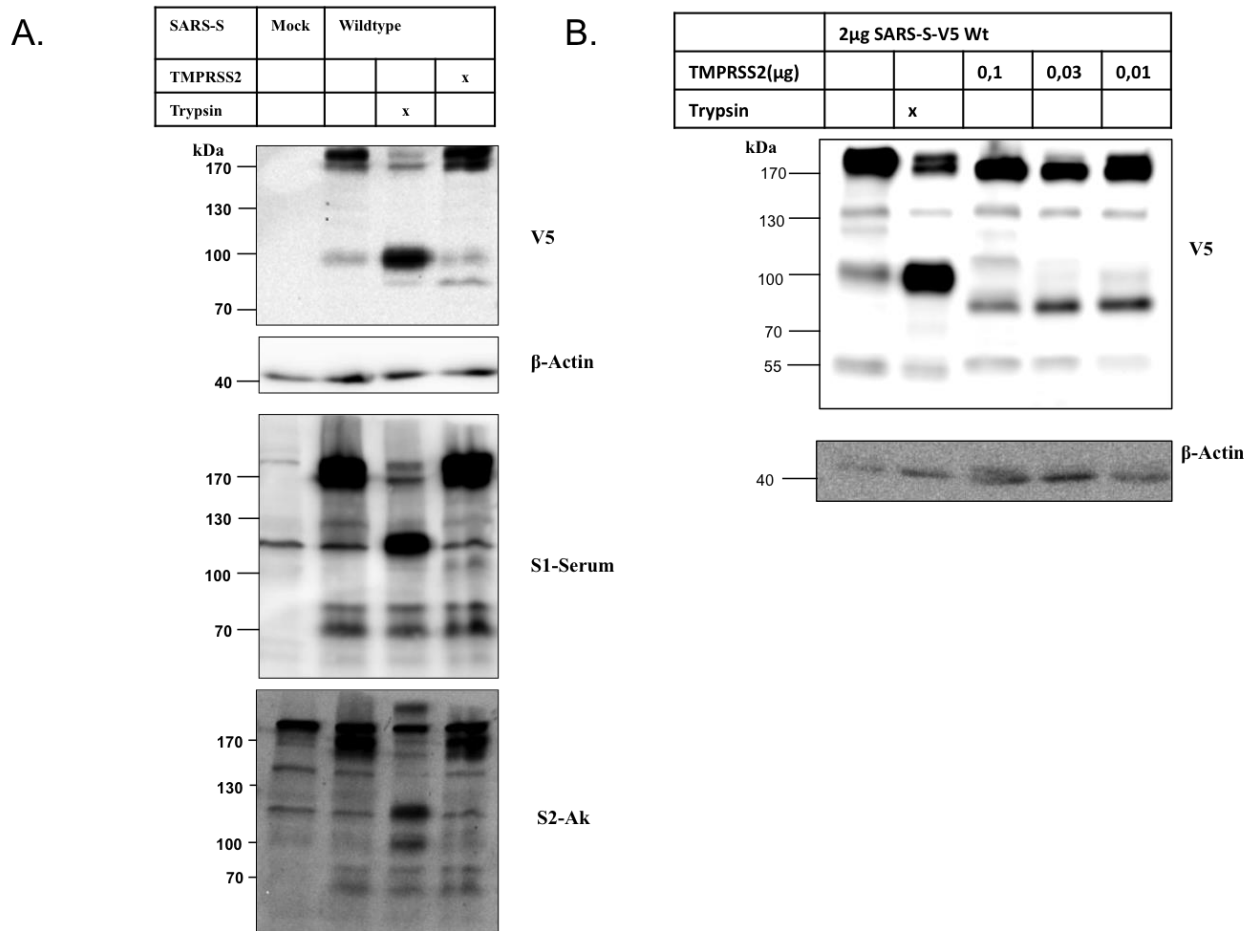 A.
SARS-S Mock Wildtype
TMPRSS2 x
Trypsin x
kDa
170
130
100
70
V5
40
β-Actin
170
130
100
70
S1-Serum
170
130
100
70
S2-Ak
B.
2µg SARS-S-V5 Wt
TMPRSS2(µg) 0,1 0,03 0,01
Trypsin x
kDa
170
130
100
70
55
V5
40
β-Actin